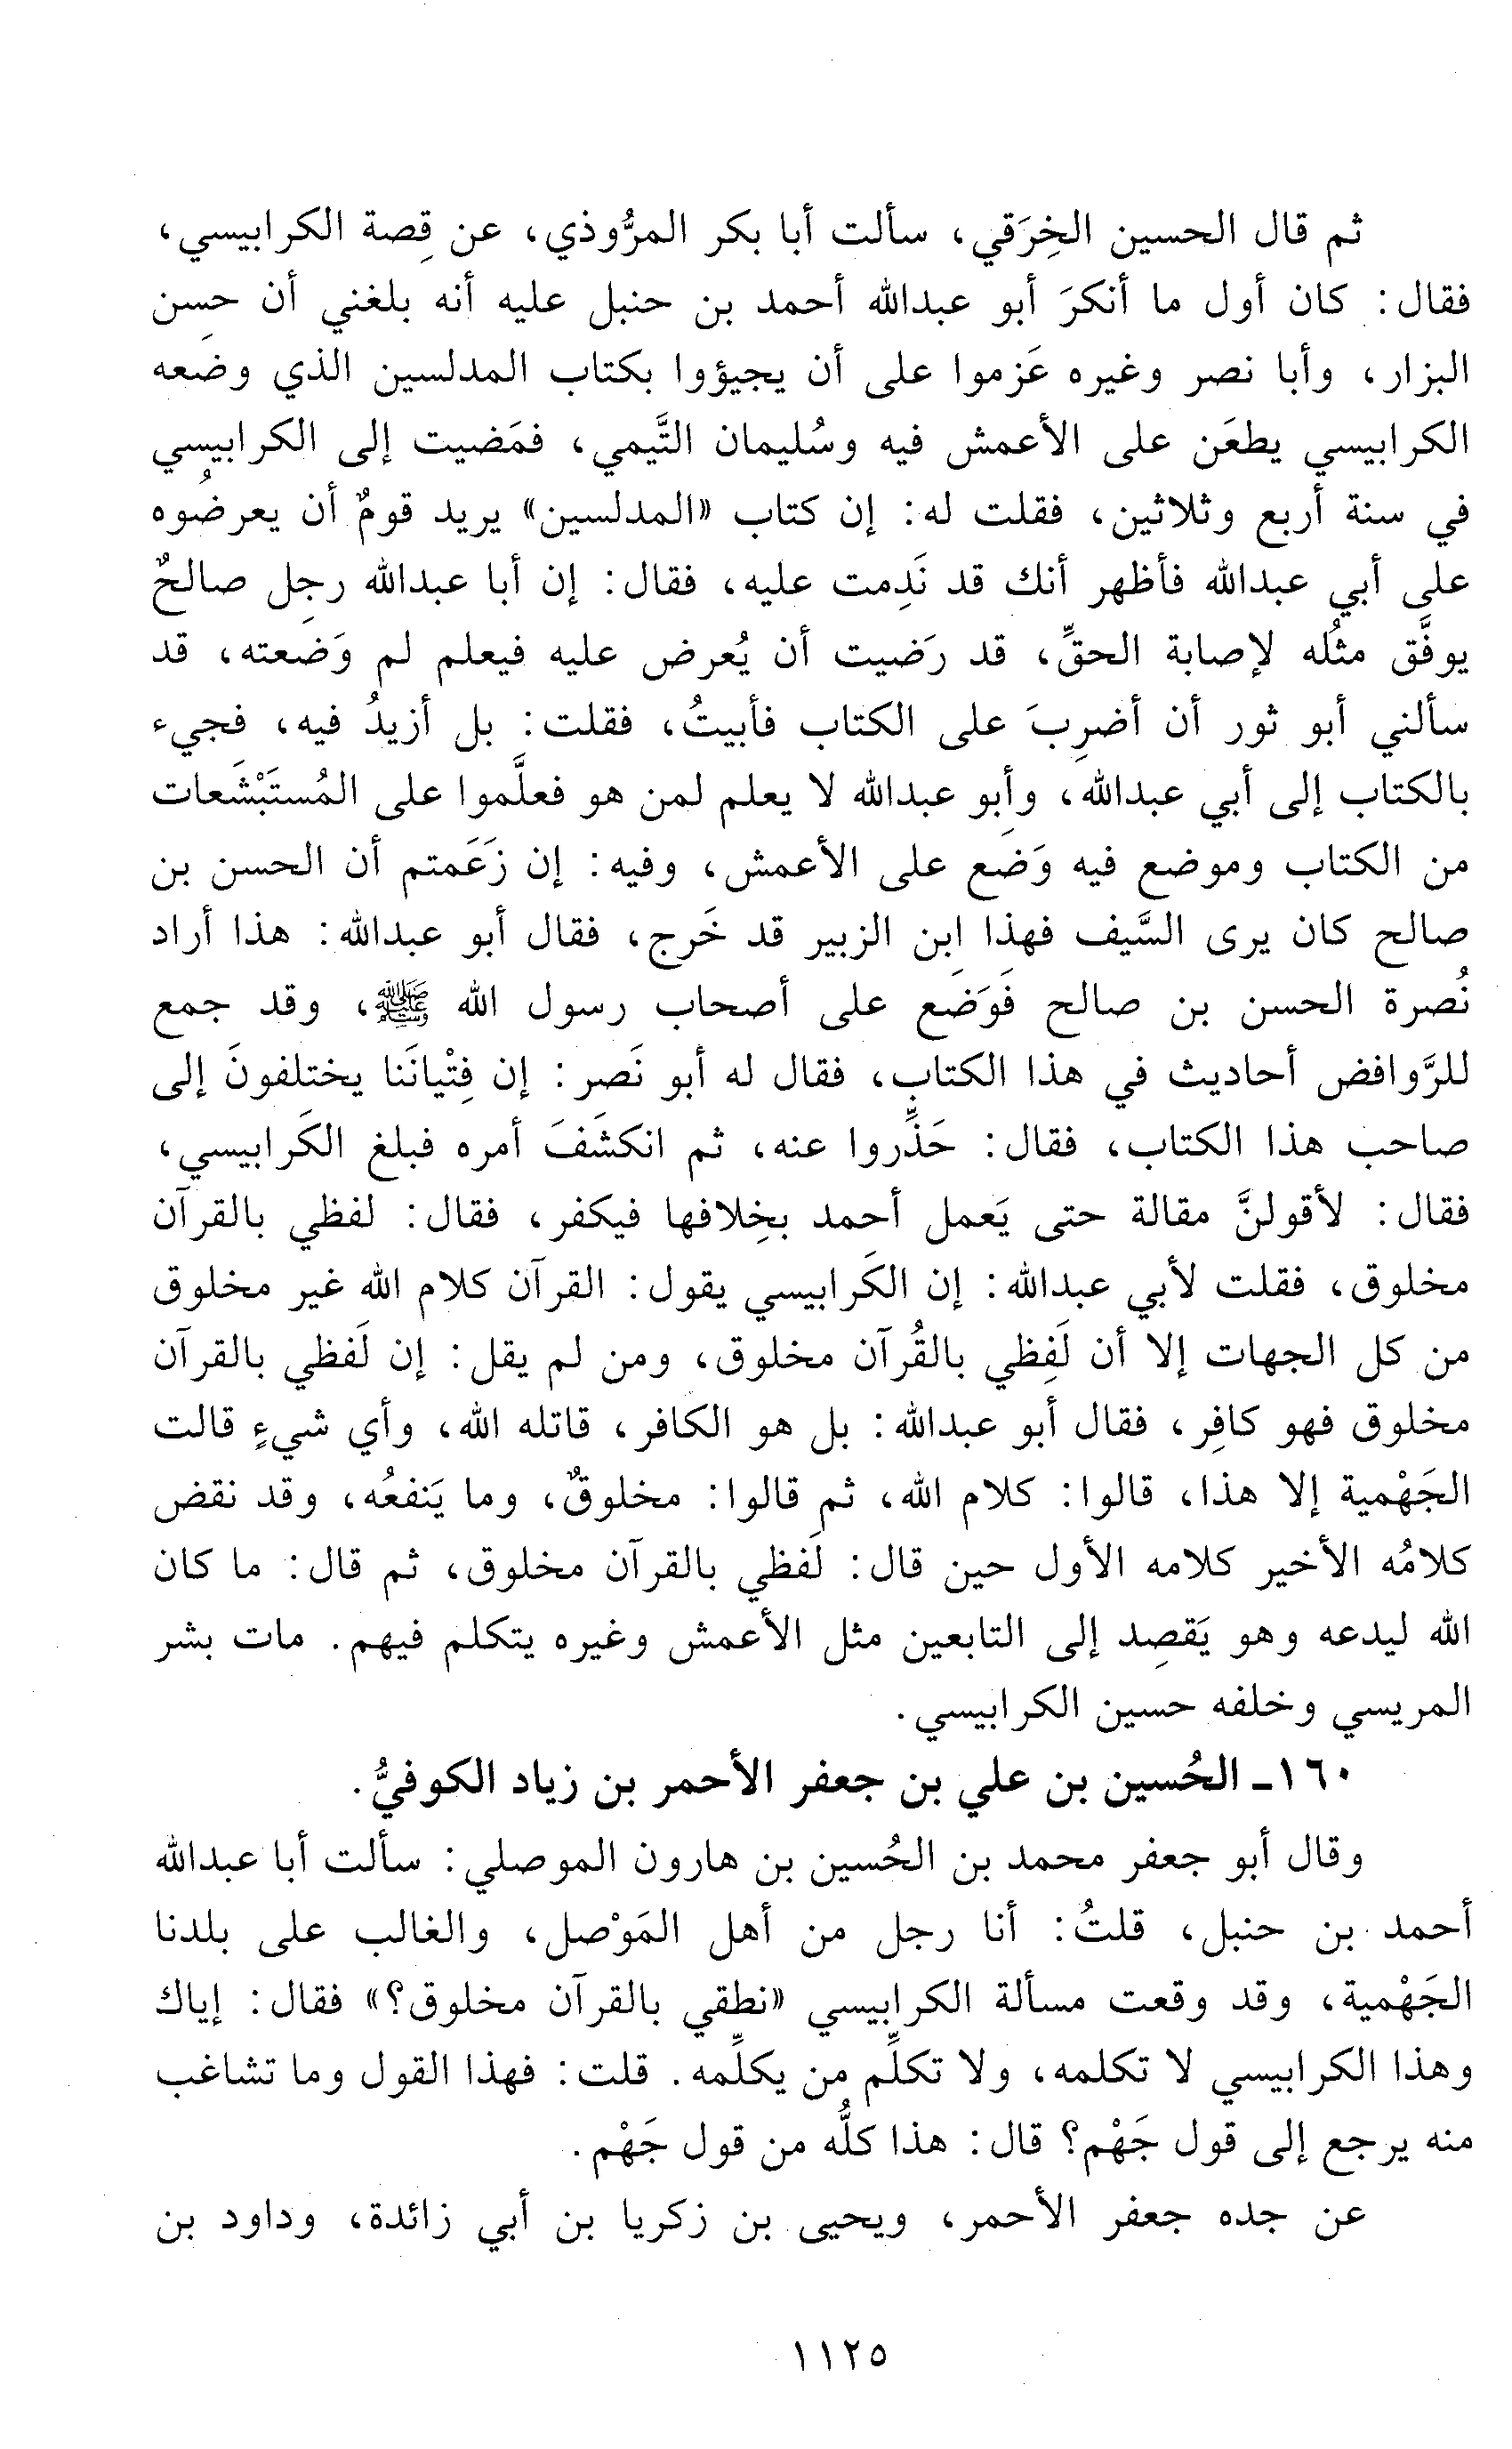 ثم قال الحسين الخِرَقي، سألت أبا بكر المرُّوذي، عن قِصة الكرابيسي،
فقال: كان أول ما أنكرَ أبو عبدالله أحمد بن حنبل عليه أنه بلغني أن حسِن
البزار، وأبا نصر وغيره عَزموا على أن يجيؤوا بكتاب المدلسين الذي وضَعه
الكرابيسي يطعَن على الأعمش فيه وسُليمان التَّيمي، فمَضيت إلى الكرابيسي
في سنة أربع وثلاثين، فقلت له: إن كتاب «المدلسين» يريد قومٌ أن يعرضُوه
على أبي عبدالله فأظهر أنك قد نَدِمت عليه، فقال: إن أبا عبدالله رجِل صالحٌ
يوفَّق مثُله لإصابة الحقِّ، قد رَضيت أن يُعرض عليه فيعلم لم وَضعته، قد
سألني أبو ثور أن أضرِبَ على الكتاب فأبيتُ، فقلت: بل أزيدُ فيه، فجيء
بالكتاب إلى أبي عبدالله، وأبو عبدالله لا يعلم لمن هو فعلَّموا على المُستَبْشَعات
من الكتاب وموضع فيه وَضِع على الأعمش، وفيه: إن زَعَمتم أن الحسن بن
صالح كان يرى السَّيف فهذا ابن الزبير قد خَرج، فقال أبو عبدالله: هذا أراد
نُصرة الحسن بن صالح فَوَضَع على أصحاب رسول الله ﷺ، وقد جمع
للرَّوافض أحاديث في هذا الكتاب، فقال له أبو نَصر: إن فِتْيانَنا يختلفونَ إلى
صاحب هذا الكتاب، فقال: حَذِّروا عنه، ثم انكشَفَ أمره فبلغ الكَرابيسي،
فقال: لأقولنَّ مقالة حتى يَعمل أحمد بخِلافها فيكفر، فقال: لفظي بالقرآن
مخلوق، فقلت لأبي عبدالله: إن الكَرابيسي يقول: القرآن كلام الله غير مخلوق
من كل الجهات إلا أن لَفِظي بالقُرآن مخلوق، ومن لم يقل: إن لَفظي بالقرآن
مخلوق فهو كافِر، فقال أبو عبدالله: بل هو الكافر، قاتله الله، وأي شيءٍ قالت
الجَهْمية إلا هذا، قالوا: كلام الله، ثم قالوا: مخلوقٌ، وما يَنفعُه، وقد نقض
كلامُه الأخير كلامه الأول حين قال: لَفظي بالقرآن مخلوق، ثم قال: ما كان
الله ليدعه وهو يَقصِد إلى التابعين مثل الأعمش وغيره يتكلم فيهم. مات بشر
المريسي وخلفه حسين الكرابيسي.
١٦٠ـ الحُسين بن علي بن جعفر الأحمر بن زياد الكوفيُّ.
وقال أبو جعفر محمد بن الحُسين بن هارون الموصلي: سألت أبا عبدالله
أحمد بن حنبل، قلتُ: أنا رجل من أهل المَوْصل، والغالب على بلدنا
الجَهْمية، وقد وقعت مسألة الكرابيسي «نطقي بالقرآن مخلوق؟» فقال: إياك
وهذا الكرابيسي لا تكلمه، ولا تكلِّم من يكلِّمه. قلت: فهذا القول وما تشاغب
منه يرجع إلى قول جَهْم؟ قال: هذا كلُّه من قول جَهْم.
عن جده جعفر الأحمر، ويحيى بن زكريا بن أبي زائدة، وداود بن
١١٢٥